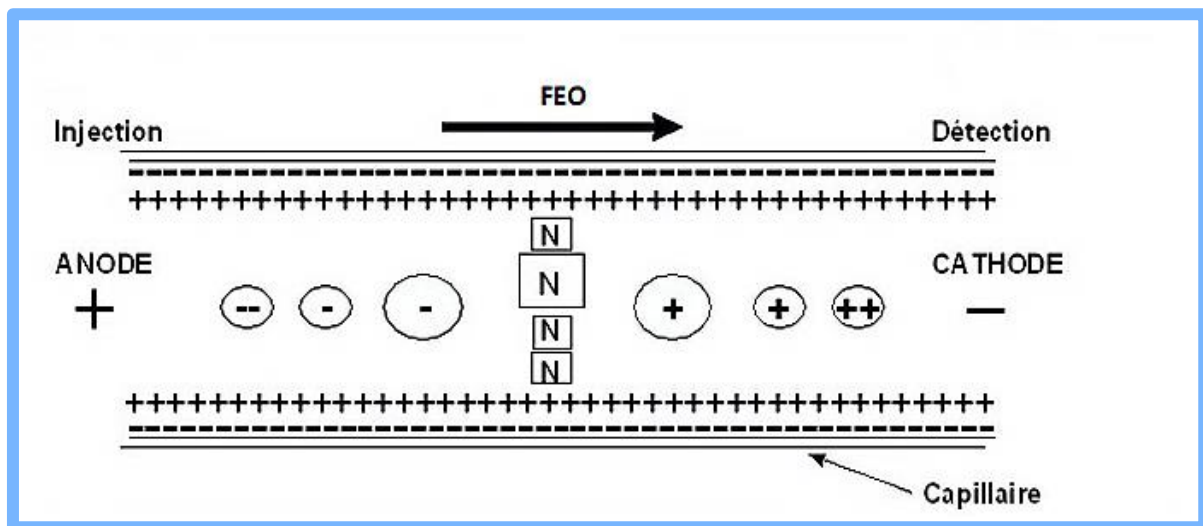 FEO
Injection
Détection
N
ANODE
CATHODE
N
+
-- - - + + ++
−
N
N
Capillaire